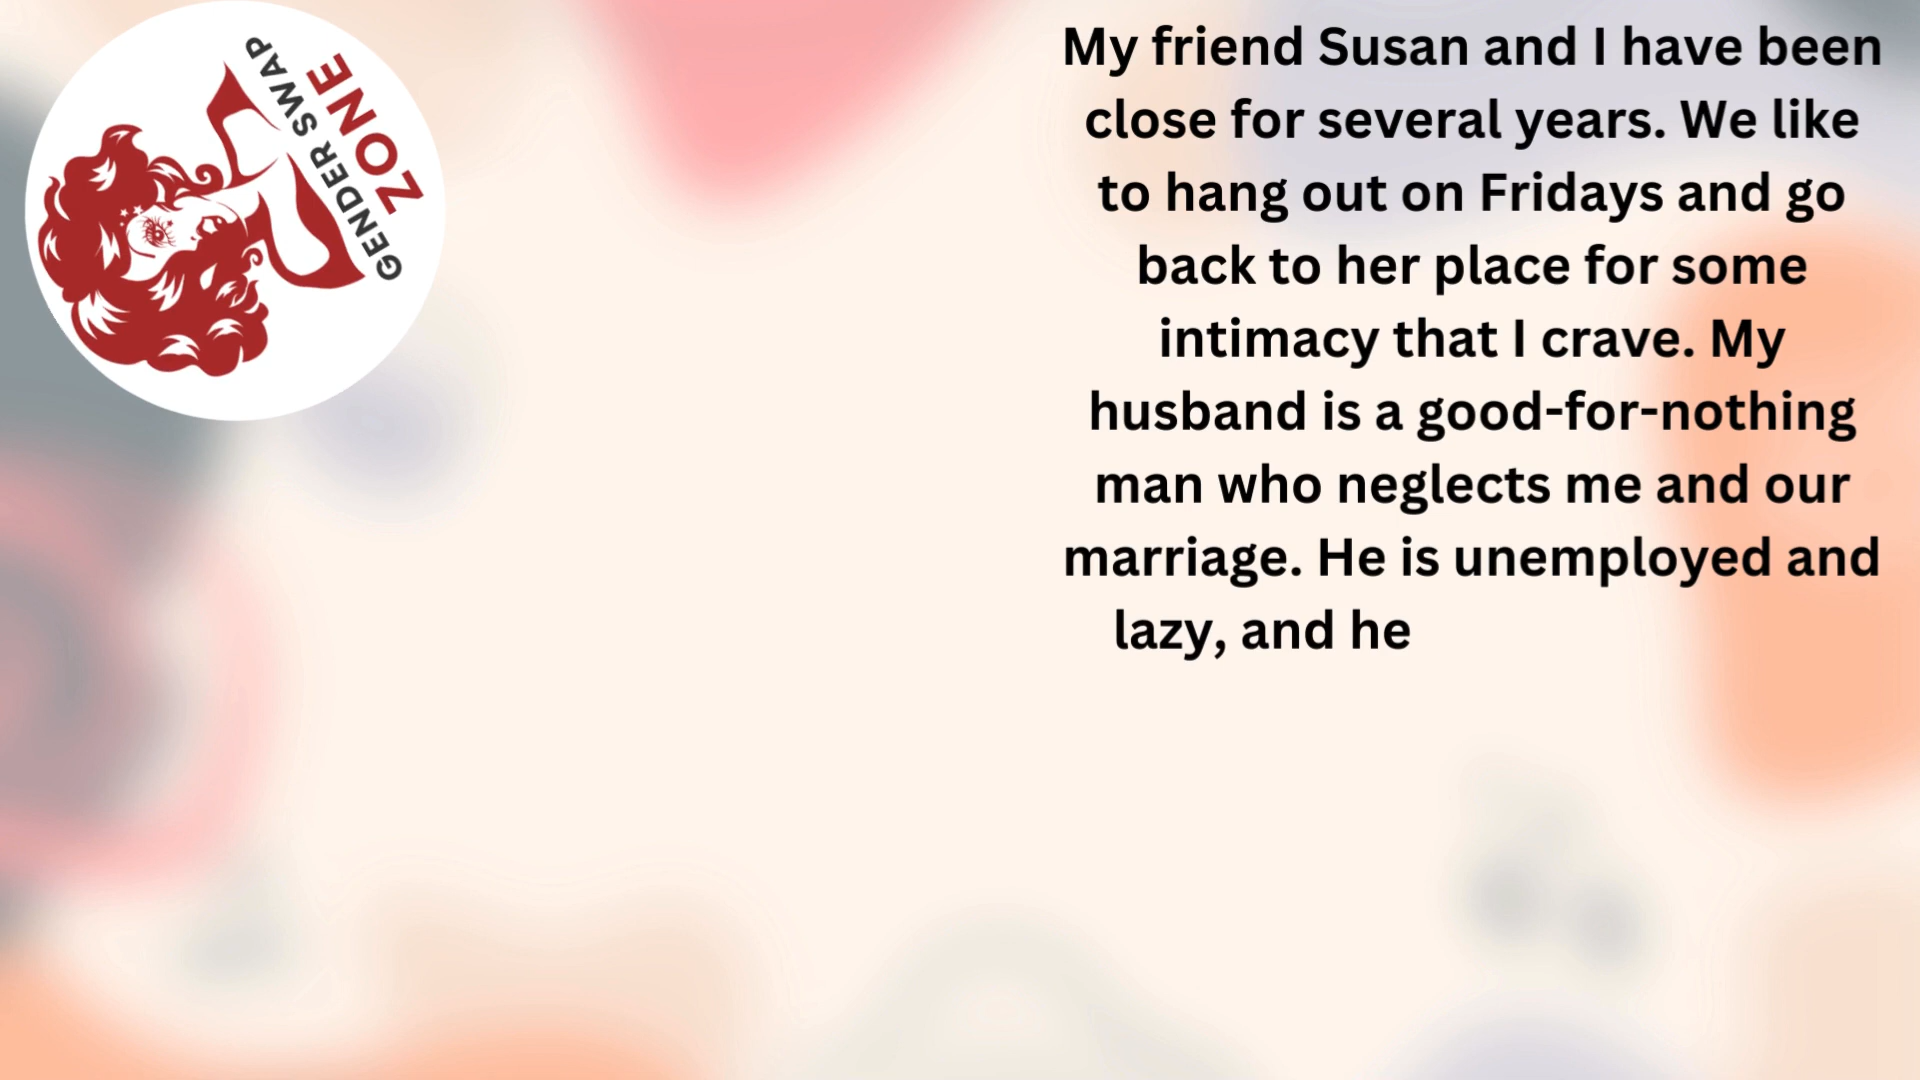 GENDER SWAP
ZONE
My friend Susan and I have been
close for several years. We like
to hang out on Fridays and go
back to her place for some
intimacy that I crave. My
husband is a good-for-nothing
man who neglects me and our
marriage. He is unemployed and
lazy, and he